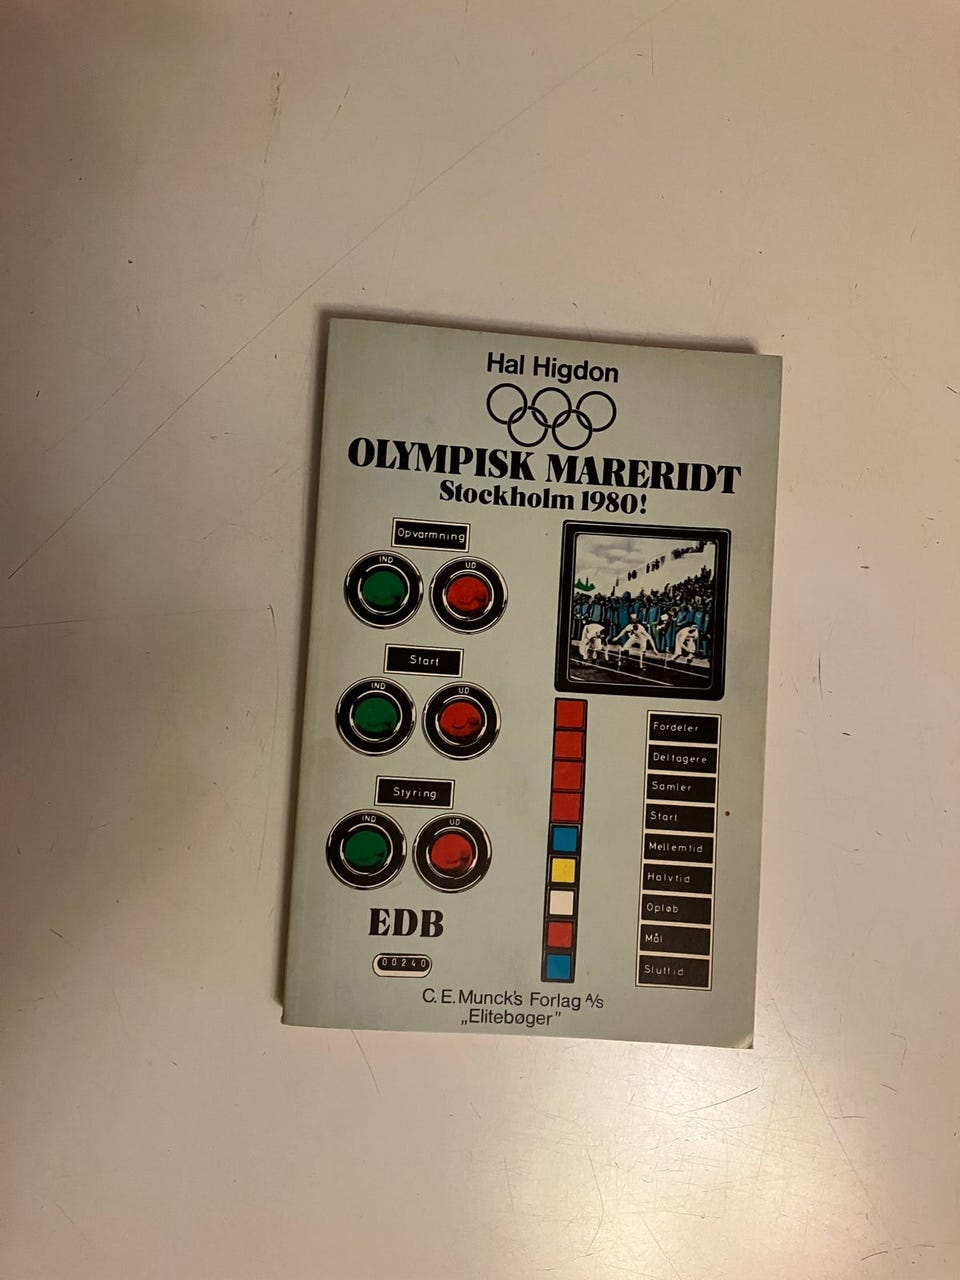 Hal Higdon
OLYMPISK MARERIDT
Stockholm 1980!
Opvarmning
IND
UD
Start
IND
UD
Styring
IND
UD
EDB
00240
Fordeler
Deltagere
Samler
Start
Mellemtid
Halvtid
Opløb
Mål
Sluttid
C. E. Munck's Forlag A/s
„Elitebøger”